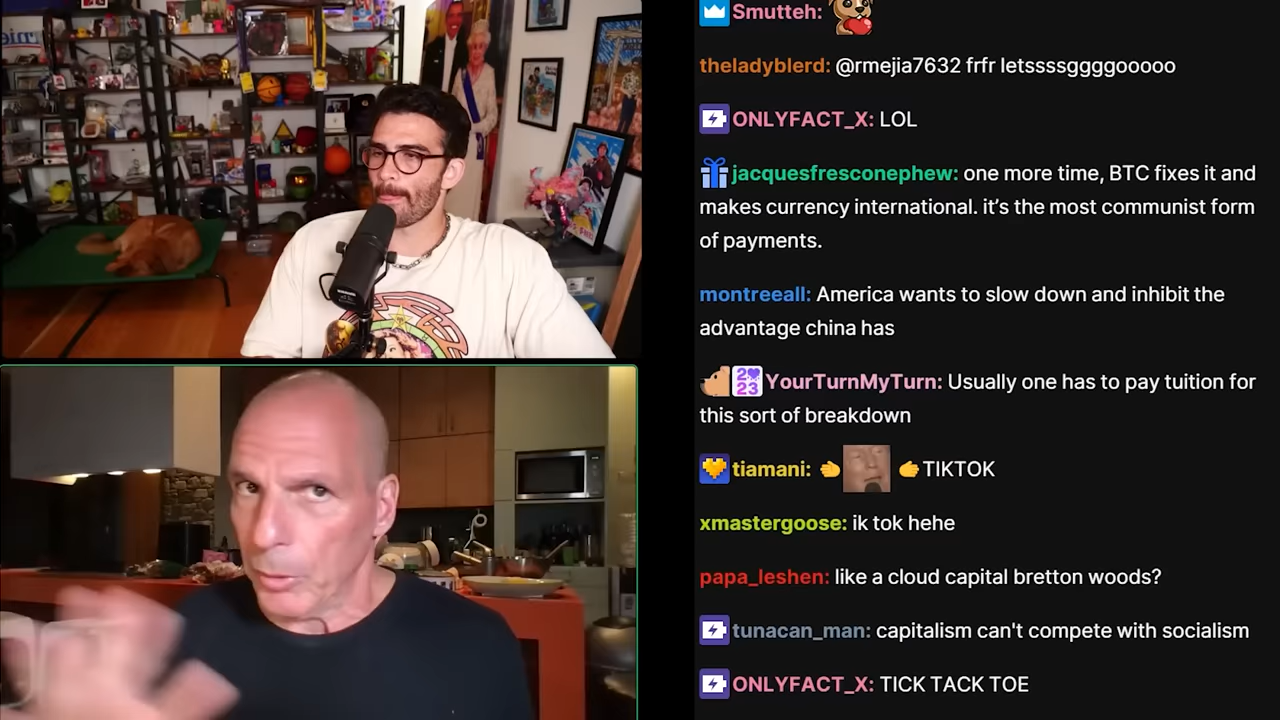 Smutteh:
theladyblerd: @rmejia7632 frfr letssssggggooooo
ONLYFACT_X: LOL
jacquesfresconephew: one more time, BTC fixes it and
makes currency international. it’s the most communist form
of payments.
montreeall: America wants to slow down and inhibit the
advantage china has
2023 YourTurnMyTurn: Usually one has to pay tuition for
this sort of breakdown
tiamani: 🫲 🫱 TIKTOK
xmastergoose: ik tok hehe
papa_leshen: like a cloud capital bretton woods?
tunacan_man: capitalism can't compete with socialism
ONLYFACT_X: TICK TACK TOE